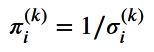 π_i^{(k)} = 1/σ_i^{(k)}